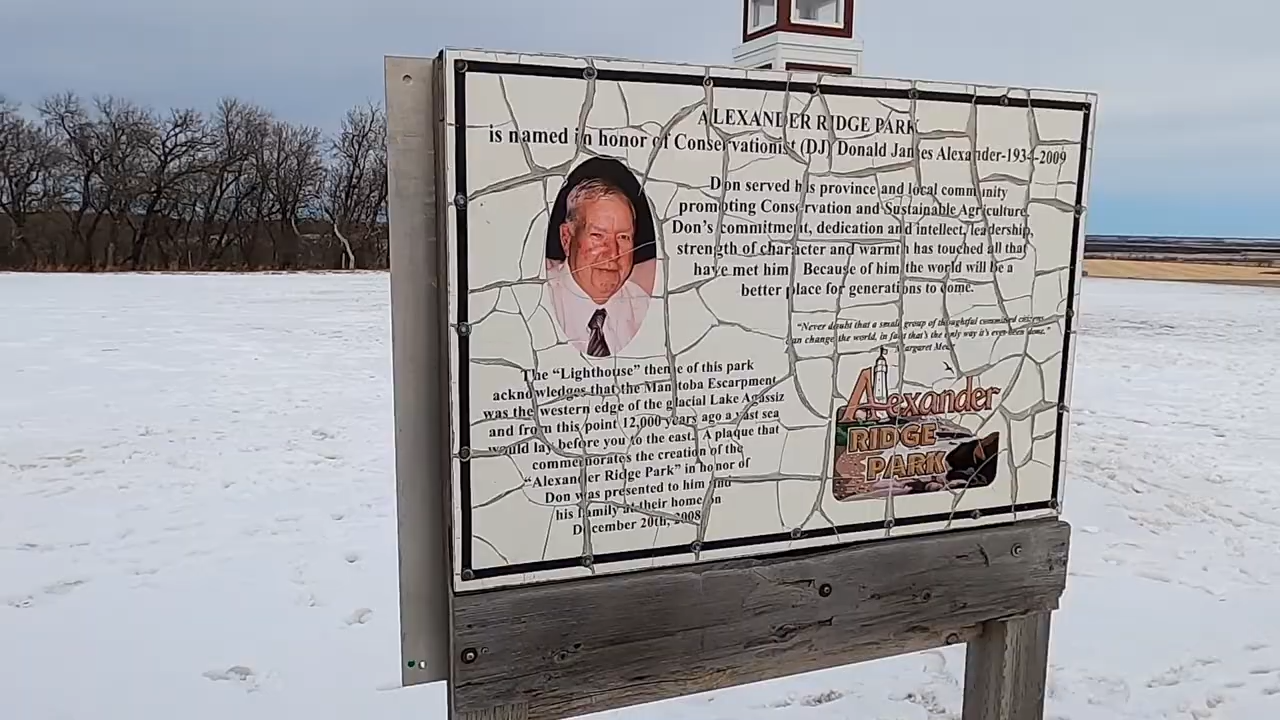 ALEXANDER RIDGE PARK
is named in honor of Conservationist (DJ) Donald James Alexander-1934-2009
Don served his province and local community
promoting Conservation and Sustainable Agriculture.
Don's commitment, dedication and intellect, leadership,
strength of character and warmth has touched all that
have met him. Because of him, the world will be a
better place for generations to come.
"Never doubt that a small group of thoughtful committed citizens
can change the world, in fact that's the only way it's ever been done."
Margaret Mead
The "Lighthouse" theme of this park
acknowledges that the Manitoba Escarpment
was the western edge of the glacial Lake Agassiz
and from this point 12,000 years ago a vast sea
would lay before you to the east. A plaque that
commemorates the creation of the
"Alexander Ridge Park" in honor of
Don was presented to him and
his family at their home on
December 20th, 2008
Alexander
RIDGE
PARK